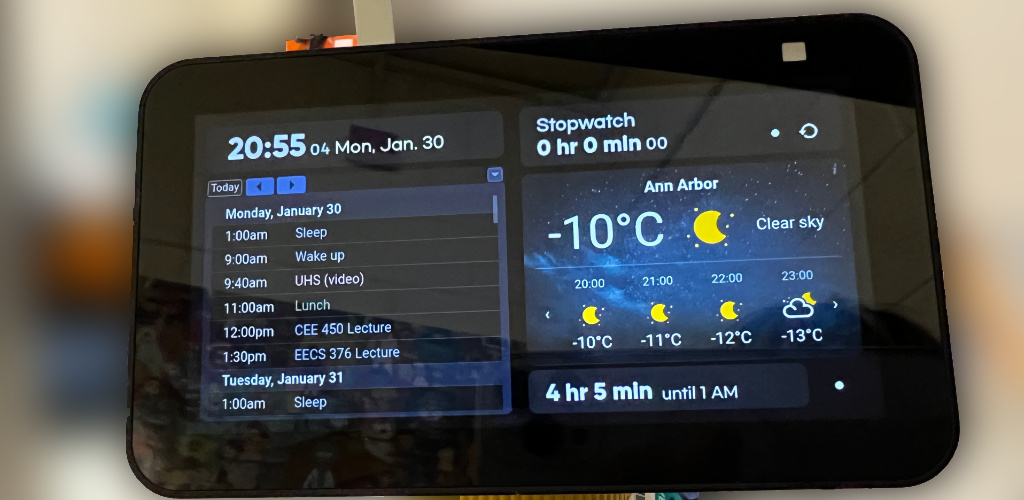 20:55 04 Mon, Jan. 30
Today
Monday, January 30
1:00am Sleep
9:00am Wake up
9:40am UHS (video)
11:00am Lunch
12:00pm CEE 450 Lecture
1:30pm EECS 376 Lecture
Tuesday, January 31
1:00am Sleep
Stopwatch
0 hr 0 min 00
Ann Arbor
-10°C Clear sky
20:00 21:00 22:00 23:00
-10°C -11°C -12°C -13°C
4 hr 5 min until 1 AM